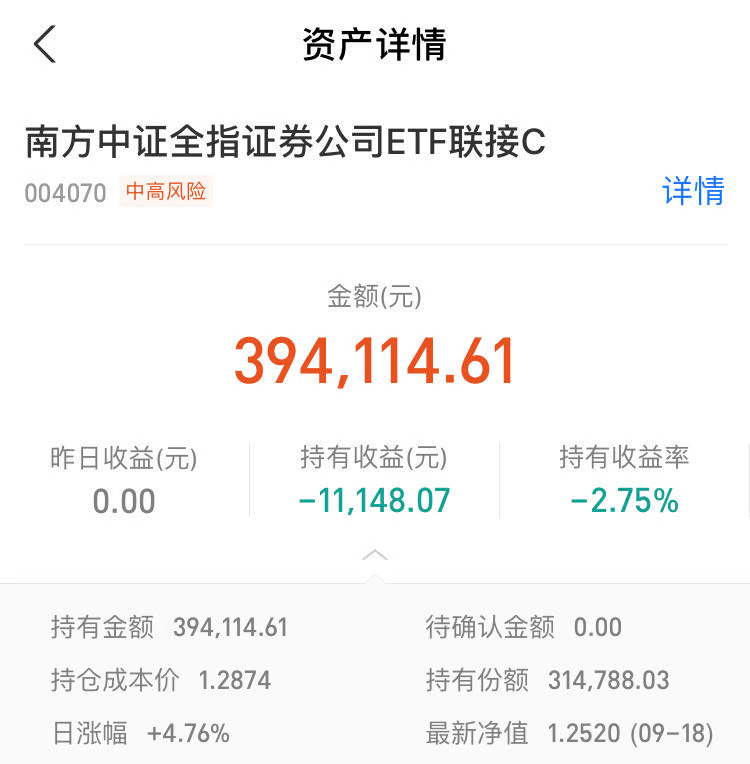 资产详情
南方中证全指证券公司ETF联接C
004070 中高风险 详情
金额(元)
394,114.61
昨日收益(元) 持有收益(元) 持有收益率
0.00 -11,148.07 -2.75%
持有金额 394,114.61 待确认金额 0.00
持仓成本价 1.2874 持有份额 314,788.03
日涨幅 +4.76% 最新净值 1.2520 (09-18)